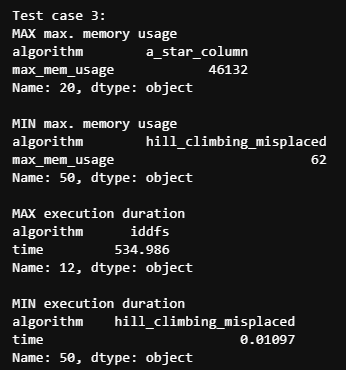 Test case 3:
MAX max. memory usage
algorithm        a_star_column
max_mem_usage            46132
Name: 20, dtype: object

MIN max. memory usage
algorithm        hill_climbing_misplaced
max_mem_usage                         62
Name: 50, dtype: object

MAX execution duration
algorithm      iddfs
time         534.986
Name: 12, dtype: object

MIN execution duration
algorithm    hill_climbing_misplaced
time                         0.01097
Name: 50, dtype: object